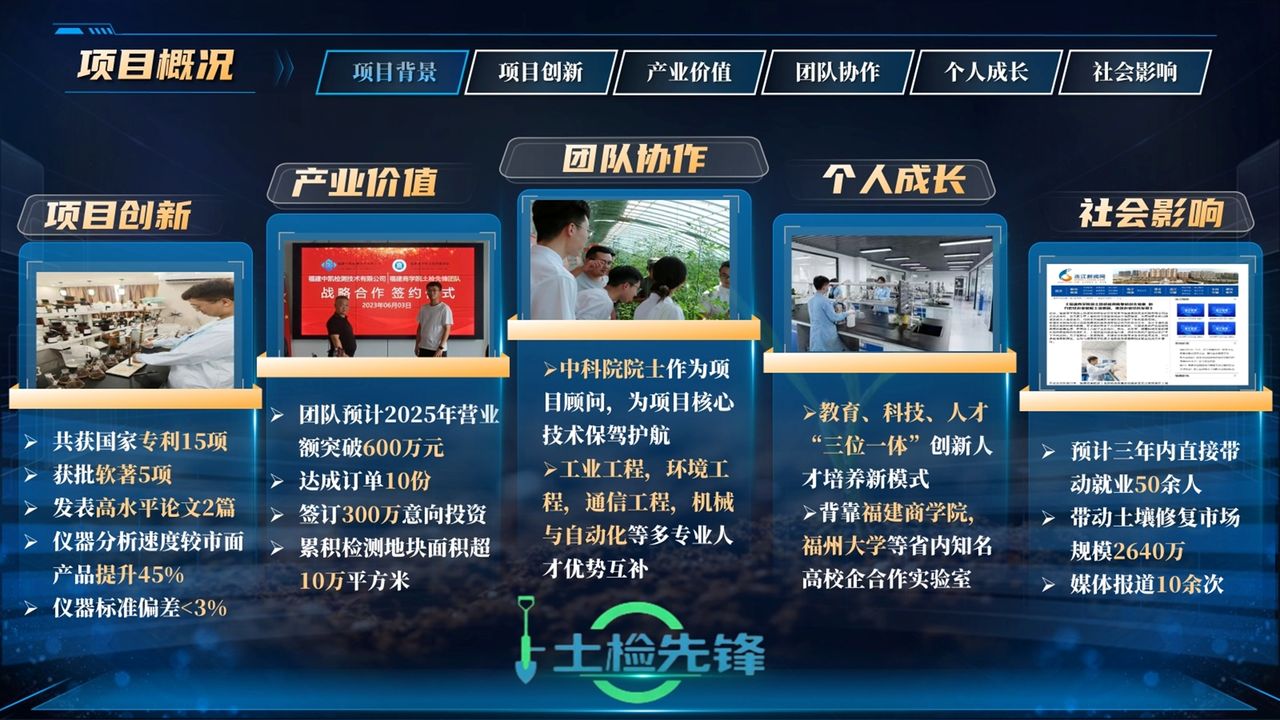 项目概况
项目背景
项目创新
产业价值
团队协作
个人成长
社会影响
项目创新
➢ 共获国家专利15项
➢ 获批软著5项
➢ 发表高水平论文2篇
➢ 仪器分析速度较市面
产品提升45%
➢ 仪器标准偏差<3%
产业价值
福建中凯检测技术有限公司 福建商学院土检先锋团队
战略合作 签约仪式
2023年06月03日
➢ 团队预计2025年营业
额突破600万元
➢ 达成订单10份
➢ 签订300万意向投资
➢ 累积检测地块面积超
10万平方米
团队协作
➢中科院院士作为项
目顾问，为项目核心
技术保驾护航
➢工业工程，环境工
程，通信工程，机械
与自动化等多专业人
才优势互补
个人成长
➢教育、科技、人才
“三位一体”创新人
才培养新模式
➢背靠福建商学院，
福州大学等省内知名
高校企合作实验室
社会影响
连江新闻网
➢ 预计三年内直接带
动就业50余人
➢ 带动土壤修复市场
规模2640万
➢ 媒体报道10余次
土检先锋